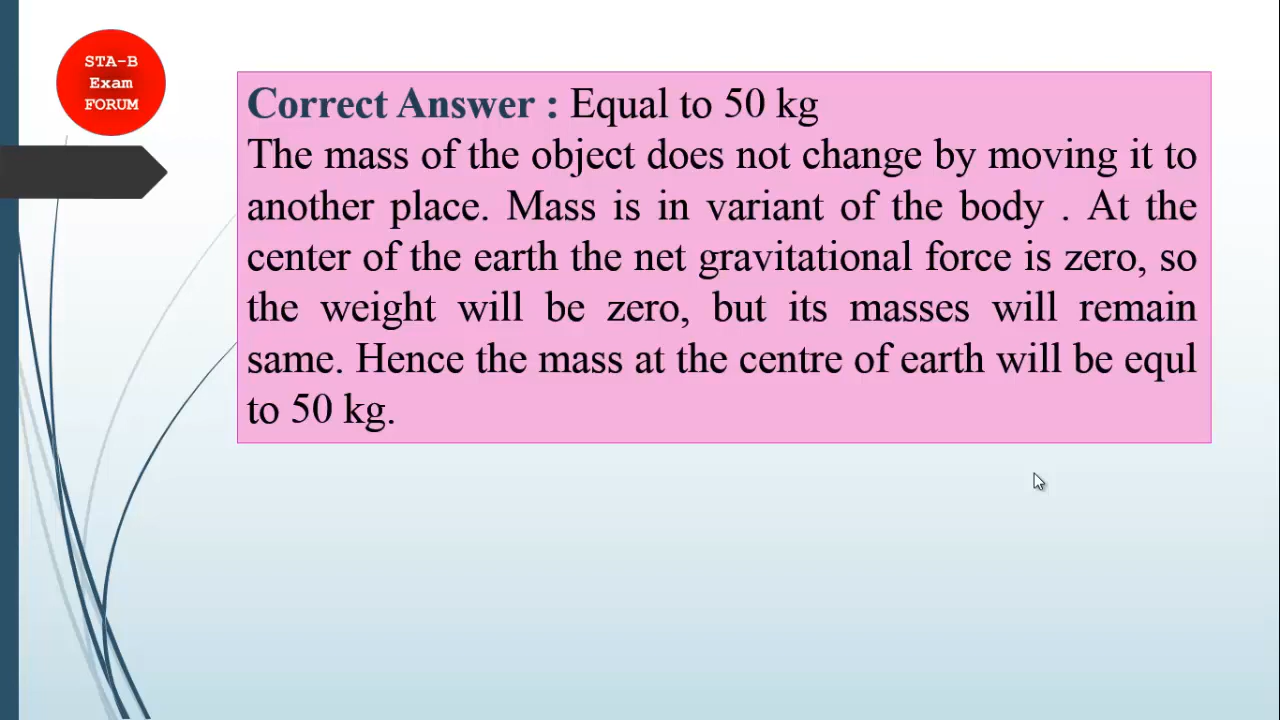 STA-B
Exam
FORUM
Correct Answer : Equal to 50 kg
The mass of the object does not change by moving it to
another place. Mass is in variant of the body . At the
center of the earth the net gravitational force is zero, so
the weight will be zero, but its masses will remain
same. Hence the mass at the centre of earth will be equl
to 50 kg.